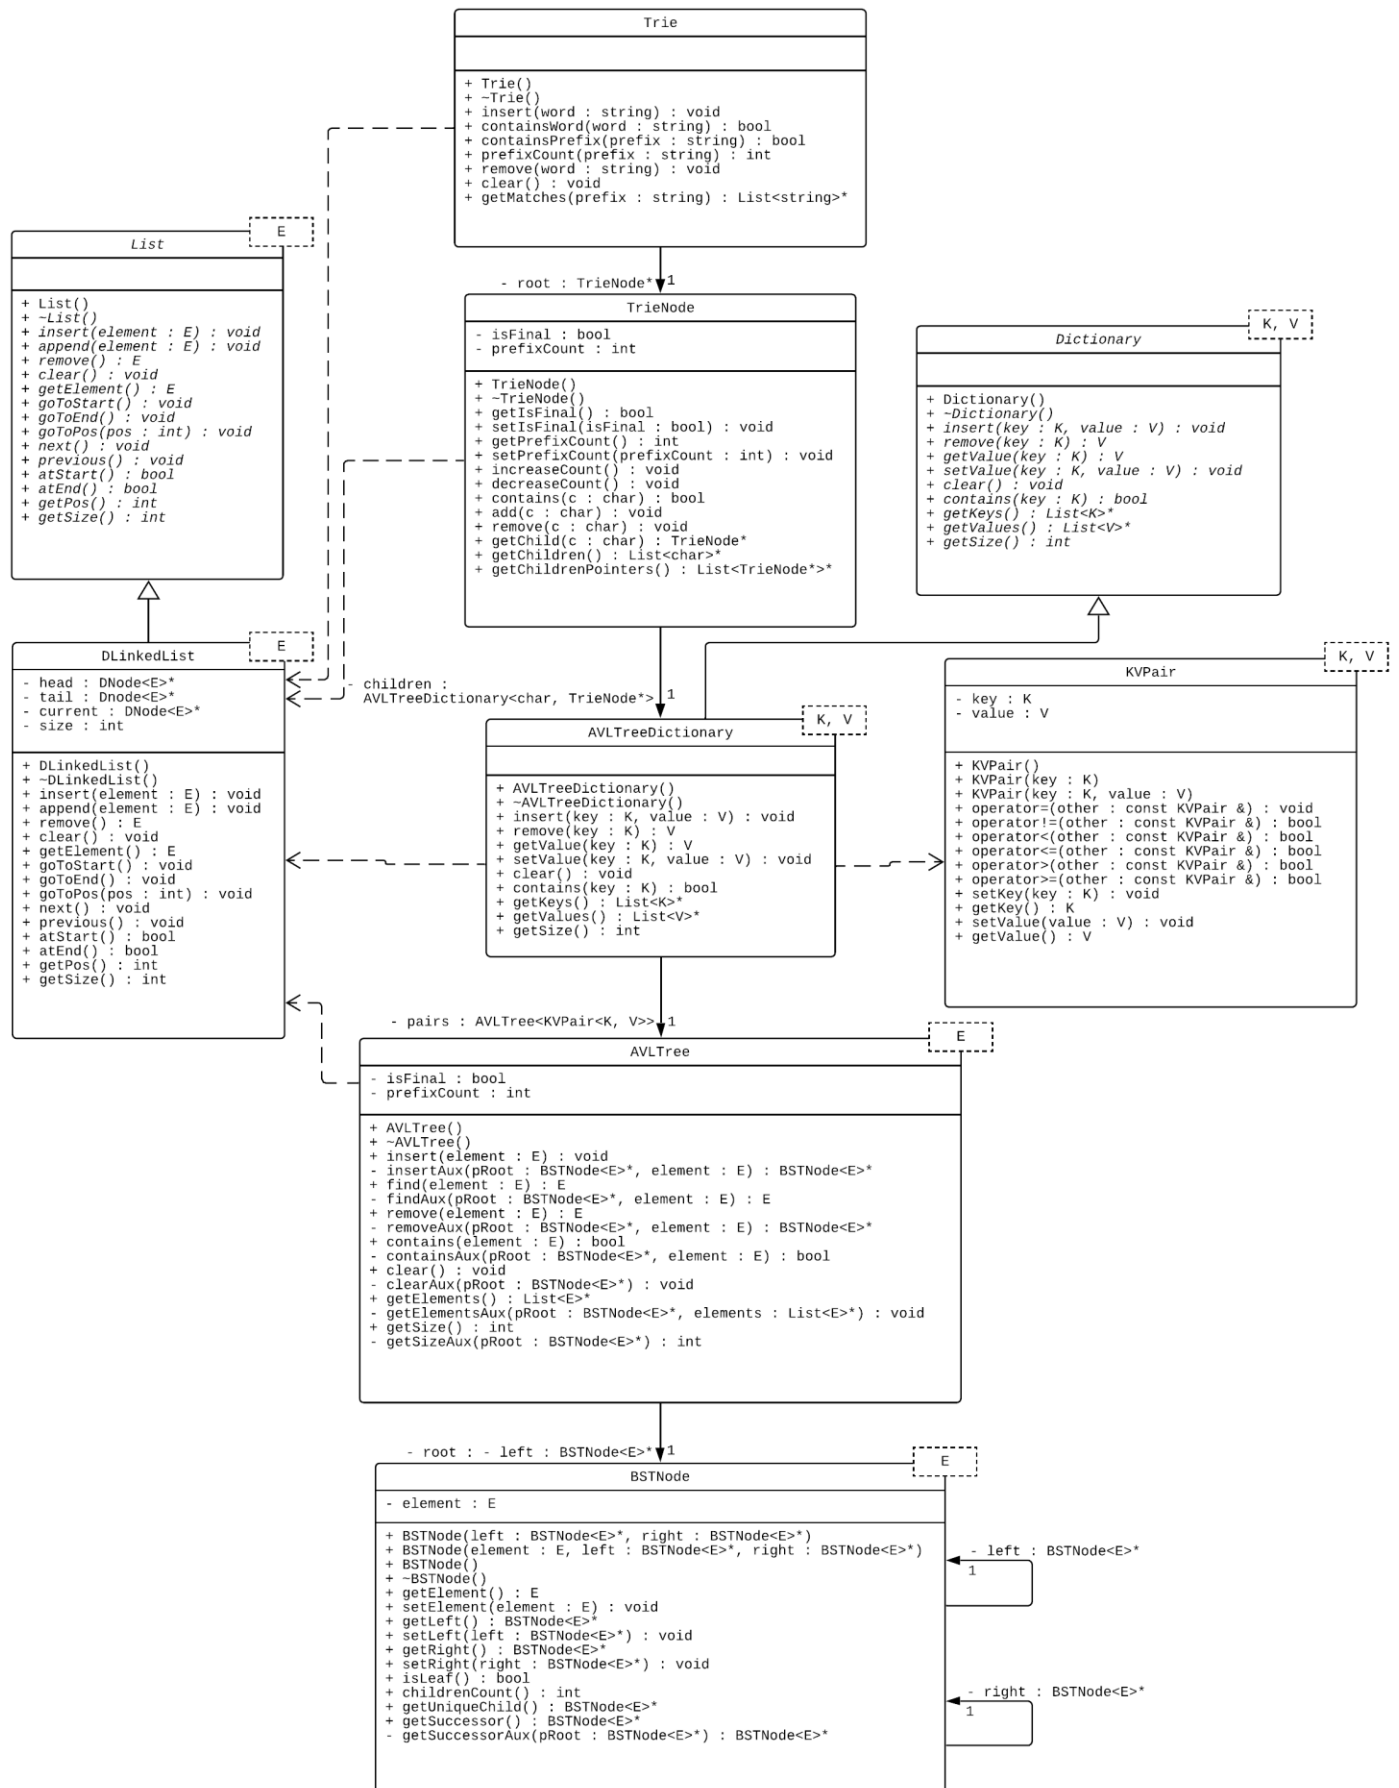 Trie
+ Trie()
+ ~Trie()
+ insert(word : string) : void
+ containsWord(word : string) : bool
+ containsPrefix(prefix : string) : bool
+ prefixCount(prefix : string) : int
+ remove(word : string) : void
+ clear() : void
+ getMatches(prefix : string) : List<string>*
E
List
+ List()
+ ~List()
+ insert(element : E) : void
+ append(element : E) : void
+ remove() : E
+ clear() : void
+ getElement() : E
+ goToStart() : void
+ goToEnd() : void
+ goToPos(pos : int) : void
+ next() : void
+ previous() : void
+ atStart() : bool
+ atEnd() : bool
+ getPos() : int
+ getSize() : int
- root : TrieNode*
1
TrieNode
- isFinal : bool
- prefixCount : int
+ TrieNode()
+ ~TrieNode()
+ getIsFinal() : bool
+ setIsFinal(isFinal : bool) : void
+ getPrefixCount() : int
+ setPrefixCount(prefixCount : int) : void
+ increaseCount() : void
+ decreaseCount() : void
+ contains(c : char) : bool
+ add(c : char) : void
+ remove(c : char) : void
+ getChild(c : char) : TrieNode*
+ getChildren() : List<char>*
+ getChildrenPointers() : List<TrieNode*>*
K, V
Dictionary
+ Dictionary()
+ ~Dictionary()
+ insert(key : K, value : V) : void
+ remove(key : K) : V
+ getValue(key : K) : V
+ setValue(key : K, value : V) : void
+ clear() : void
+ contains(key : K) : bool
+ getKeys() : List<K>*
+ getValues() : List<V>*
+ getSize() : int
E
DLinkedList
- head : DNode<E>*
- tail : Dnode<E>*
- current : DNode<E>*
- size : int
+ DLinkedList()
+ ~DLinkedList()
+ insert(element : E) : void
+ append(element : E) : void
+ remove() : E
+ clear() : void
+ getElement() : E
+ goToStart() : void
+ goToEnd() : void
+ goToPos(pos : int) : void
+ next() : void
+ previous() : void
+ atStart() : bool
+ atEnd() : bool
+ getPos() : int
+ getSize() : int
- children :
AVLTreeDictionary<char, TrieNode*>
1
K, V
AVLTreeDictionary
+ AVLTreeDictionary()
+ ~AVLTreeDictionary()
+ insert(key : K, value : V) : void
+ remove(key : K) : V
+ getValue(key : K) : V
+ setValue(key : K, value : V) : void
+ clear() : void
+ contains(key : K) : bool
+ getKeys() : List<K>*
+ getValues() : List<V>*
+ getSize() : int
K, V
KVPair
- key : K
- value : V
+ KVPair()
+ KVPair(key : K)
+ KVPair(key : K, value : V)
+ operator=(other : const KVPair &) : void
+ operator!=(other : const KVPair &) : bool
+ operator<(other : const KVPair &) : bool
+ operator<=(other : const KVPair &) : bool
+ operator>(other : const KVPair &) : bool
+ operator>=(other : const KVPair &) : bool
+ setKey(key : K) : void
+ getKey() : K
+ setValue(value : V) : void
+ getValue() : V
- pairs : AVLTree<KVPair<K, V>>
1
E
AVLTree
- isFinal : bool
- prefixCount : int
+ AVLTree()
+ ~AVLTree()
+ insert(element : E) : void
- insertAux(pRoot : BSTNode<E>*, element : E) : BSTNode<E>*
+ find(element : E) : E
- findAux(pRoot : BSTNode<E>*, element : E) : E
+ remove(element : E) : E
- removeAux(pRoot : BSTNode<E>*, element : E) : BSTNode<E>*
+ contains(element : E) : bool
- containsAux(pRoot : BSTNode<E>*, element : E) : bool
+ clear() : void
- clearAux(pRoot : BSTNode<E>*) : void
+ getElements() : List<E>*
- getElementsAux(pRoot : BSTNode<E>*, elements : List<E>*) : void
+ getSize() : int
- getSizeAux(pRoot : BSTNode<E>*) : int
- root : - left : BSTNode<E>*
1
E
BSTNode
- element : E
+ BSTNode(left : BSTNode<E>*, right : BSTNode<E>*)
+ BSTNode(element : E, left : BSTNode<E>*, right : BSTNode<E>*)
+ BSTNode()
+ ~BSTNode()
+ getElement() : E
+ setElement(element : E) : void
+ getLeft() : BSTNode<E>*
+ setLeft(left : BSTNode<E>*) : void
+ getRight() : BSTNode<E>*
+ setRight(right : BSTNode<E>*) : void
+ isLeaf() : bool
+ childrenCount() : int
+ getUniqueChild() : BSTNode<E>*
+ getSuccessor() : BSTNode<E>*
- getSuccessorAux(pRoot : BSTNode<E>*) : BSTNode<E>*
- left : BSTNode<E>*
1
- right : BSTNode<E>*
1